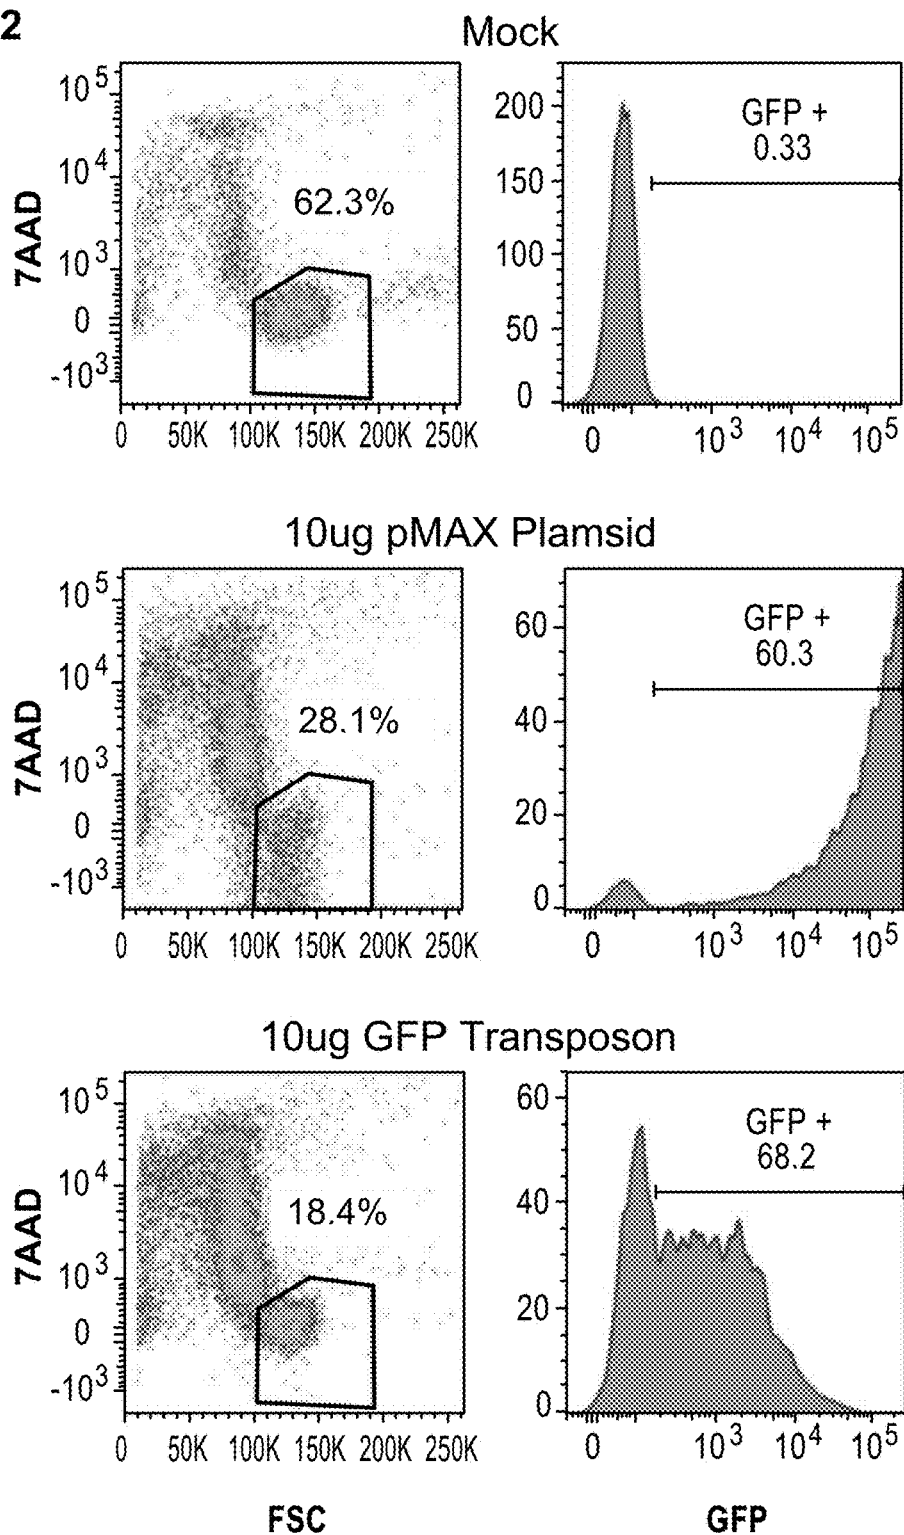 2
Mock
7AAD
10^5
10^4
10^3
0
-10^3
62.3%
0 50K 100K 150K 200K 250K
200
150
100
50
0
GFP +
0.33
0 10^3 10^4 10^5
10ug pMAX Plamsid
7AAD
10^5
10^4
10^3
0
-10^3
28.1%
0 50K 100K 150K 200K 250K
60
40
20
0
GFP +
60.3
0 10^3 10^4 10^5
10ug GFP Transposon
7AAD
10^5
10^4
10^3
0
-10^3
18.4%
0 50K 100K 150K 200K 250K
60
40
20
0
GFP +
68.2
0 10^3 10^4 10^5
FSC
GFP